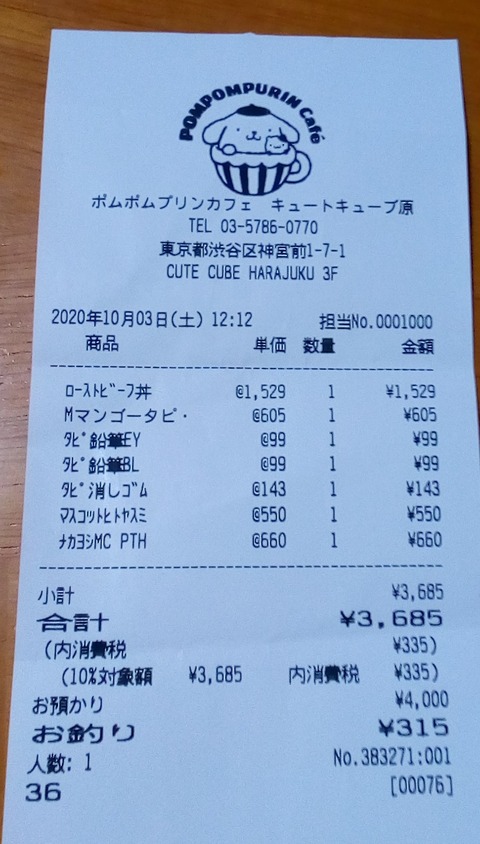 POMPOMPURIN Café
ポムポムプリンカフェ キュートキューブ原
TEL 03-5786-0770
東京都渋谷区神宮前1-7-1
CUTE CUBE HARAJUKU 3F
2020年10月03日(土) 12:12 担当No.0001000
商品 単価 数量 金額
ﾛｰｽﾄﾋﾞｰﾌ丼 @1,529 1 ¥1,529
Mマンゴータピ・ @605 1 ¥605
ﾀﾋﾟ鉛筆EY @99 1 ¥99
ﾀﾋﾟ鉛筆BL @99 1 ¥99
ﾀﾋﾟ消しｺﾞﾑ @143 1 ¥143
ﾏｽｺｯﾄﾋﾄﾔｽﾐ @550 1 ¥550
ﾅｶﾖｼMC PTH @660 1 ¥660
小計 ¥3,685
合計 ¥3,685
(内消費税 ¥335)
(10%対象額 ¥3,685 内消費税 ¥335)
お預かり ¥4,000
お釣り ¥315
人数: 1 No.383271:001
36 [00076]